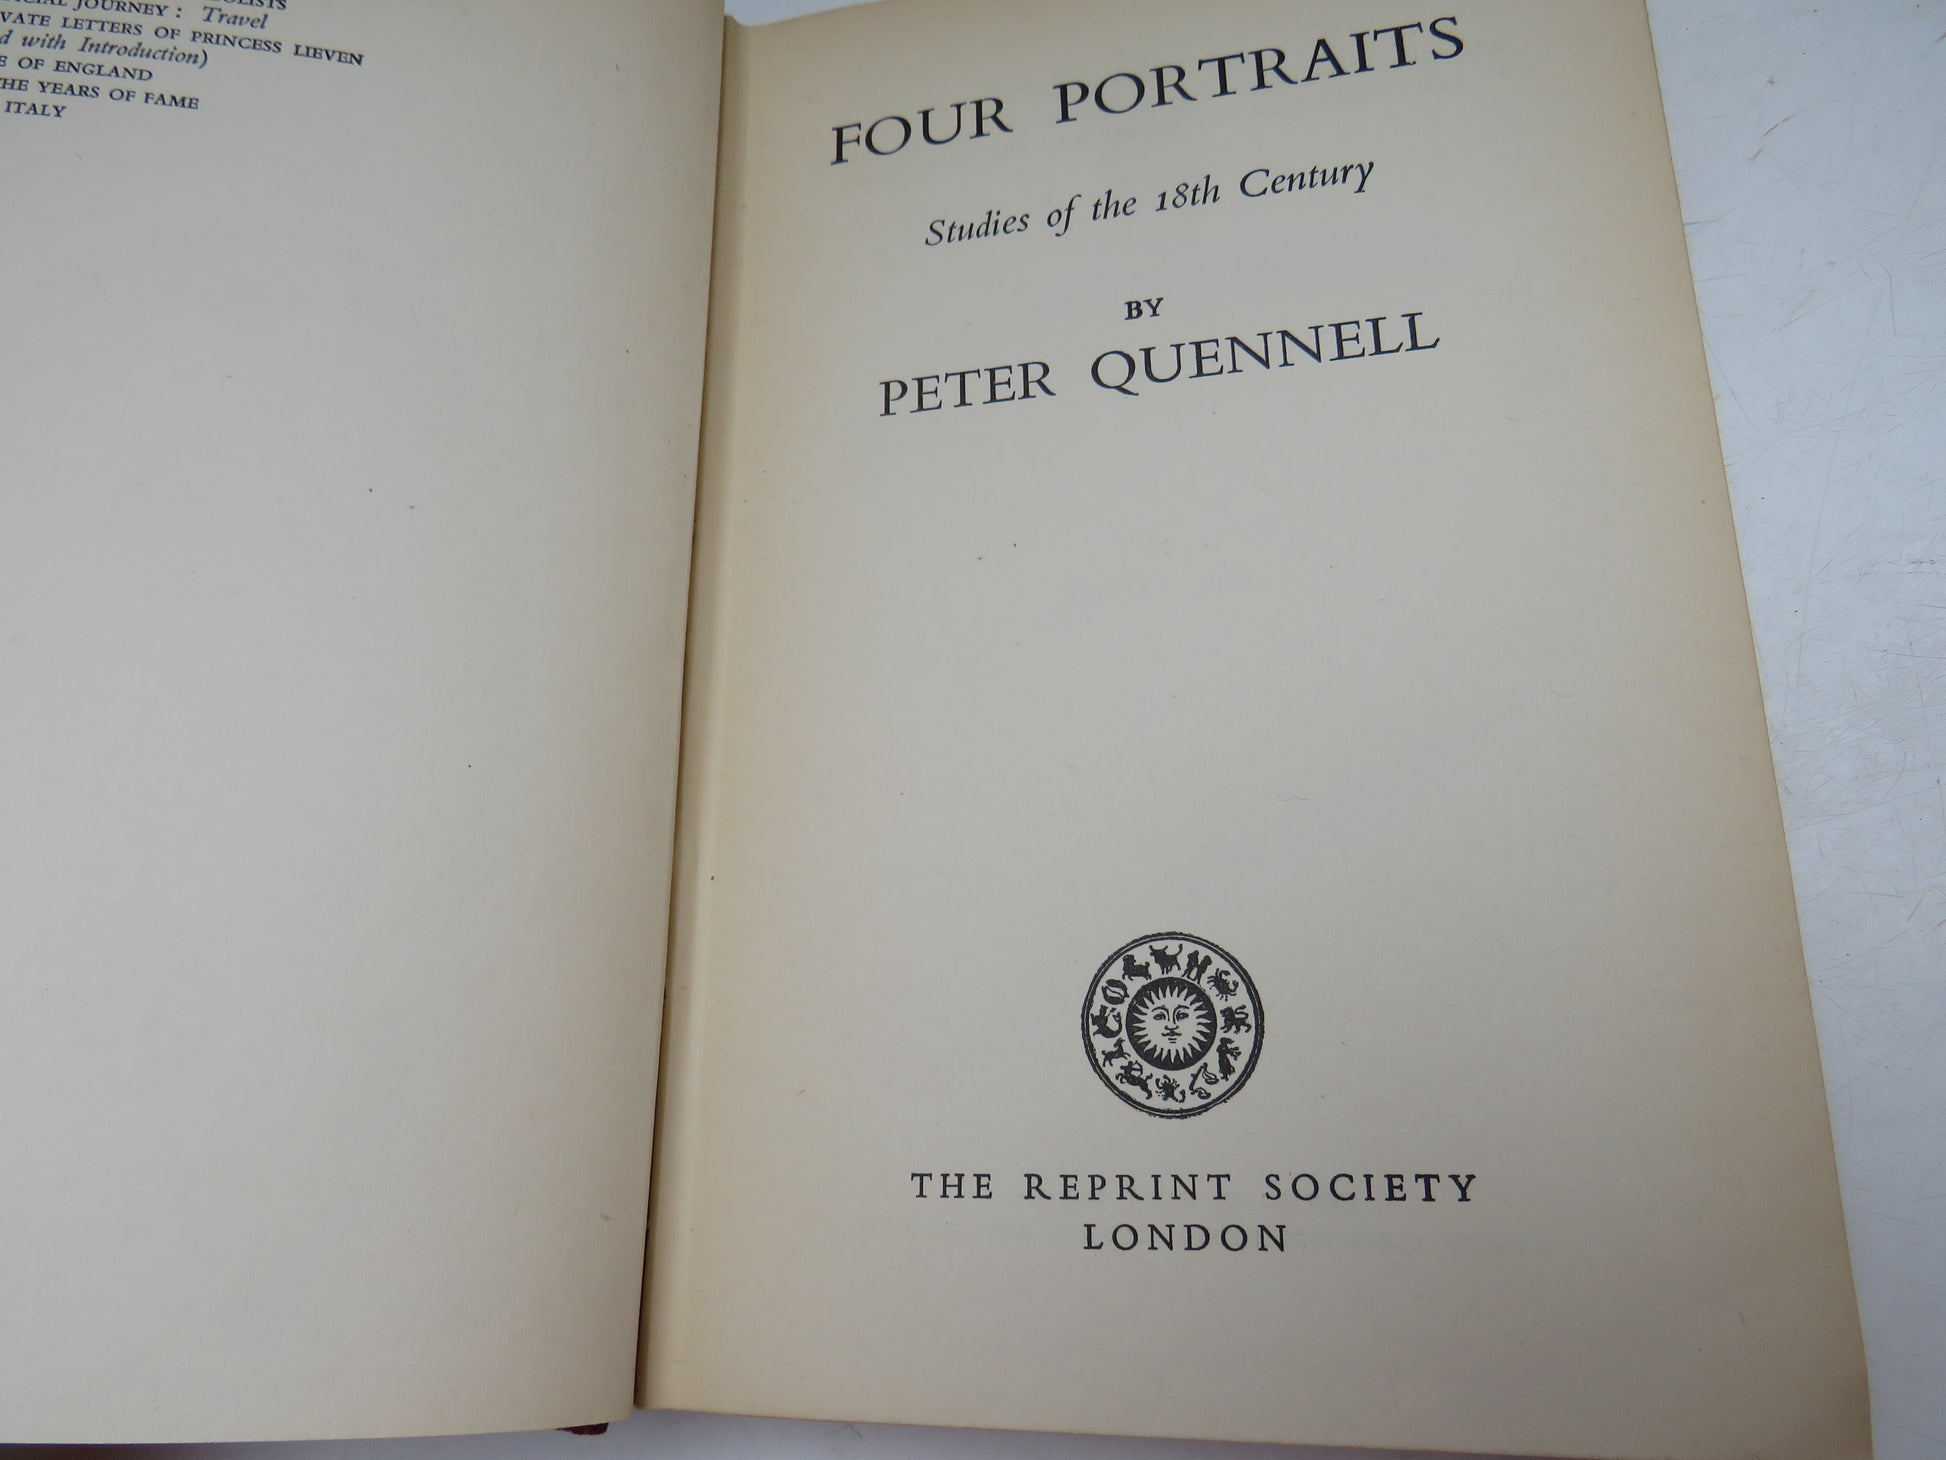 JOURNEY : Travel
VATE LETTERS OF PRINCESS LIEVEN
d with Introduction)
E OF ENGLAND
HE YEARS OF FAME
ITALY
FOUR PORTRAITS
Studies of the 18th Century
BY
PETER QUENNELL
THE REPRINT SOCIETY
LONDON